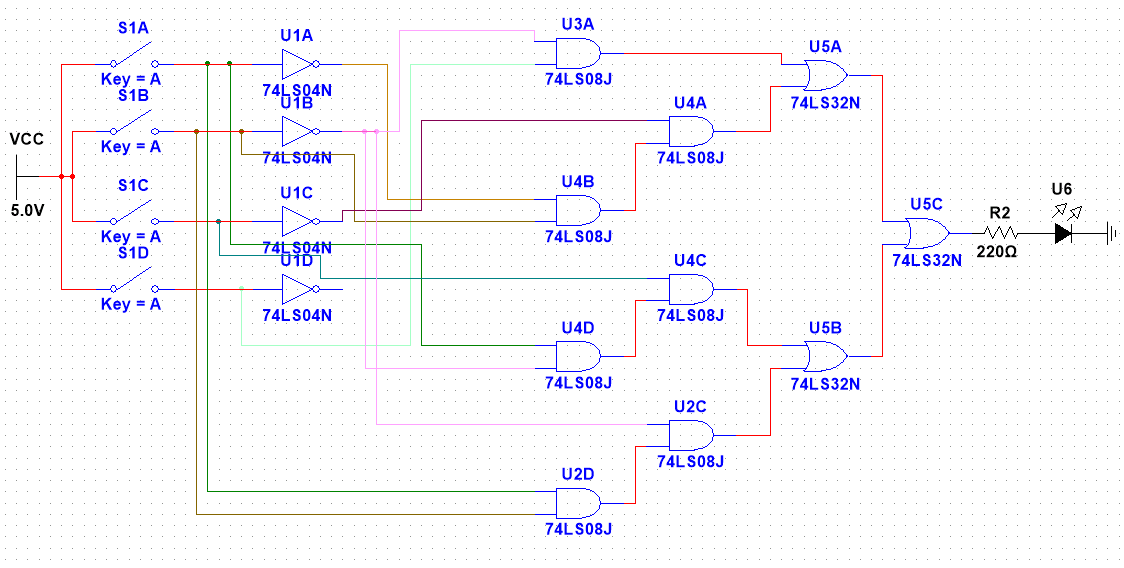 S1A
Key = A
S1B
Key = A
VCC
5.0V
S1C
Key = A
S1D
Key = A
U1A
74LS04N
U1B
74LS04N
U1C
74LS04N
U1D
74LS04N
U3A
74LS08J
U4A
74LS08J
U4B
74LS08J
U4C
74LS08J
U4D
74LS08J
U2C
74LS08J
U2D
74LS08J
U5A
74LS32N
U5B
74LS32N
U5C
74LS32N
R2
220Ω
U6